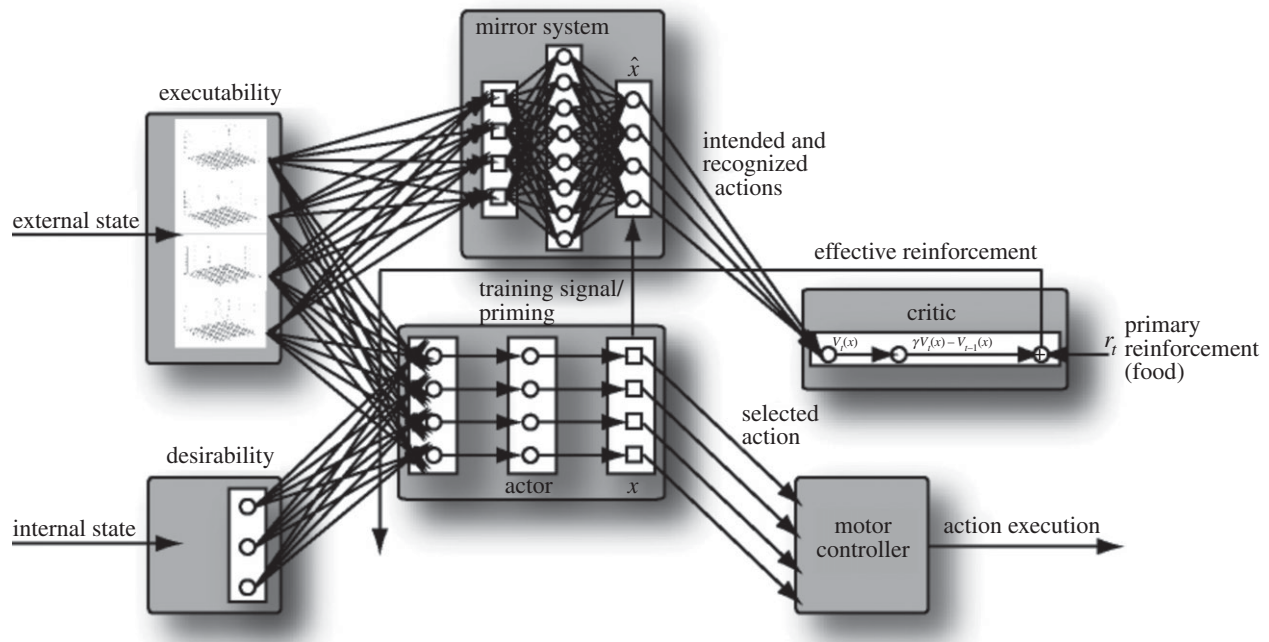 mirror system
x̂
executability
intended and
recognized
actions
external state
effective reinforcement
training signal/
priming
critic
V_t(x)
γV_t(x) – V_{t–1}(x)
+
r_t
primary
reinforcement
(food)
selected
action
desirability
actor
x
internal state
motor
controller
action execution